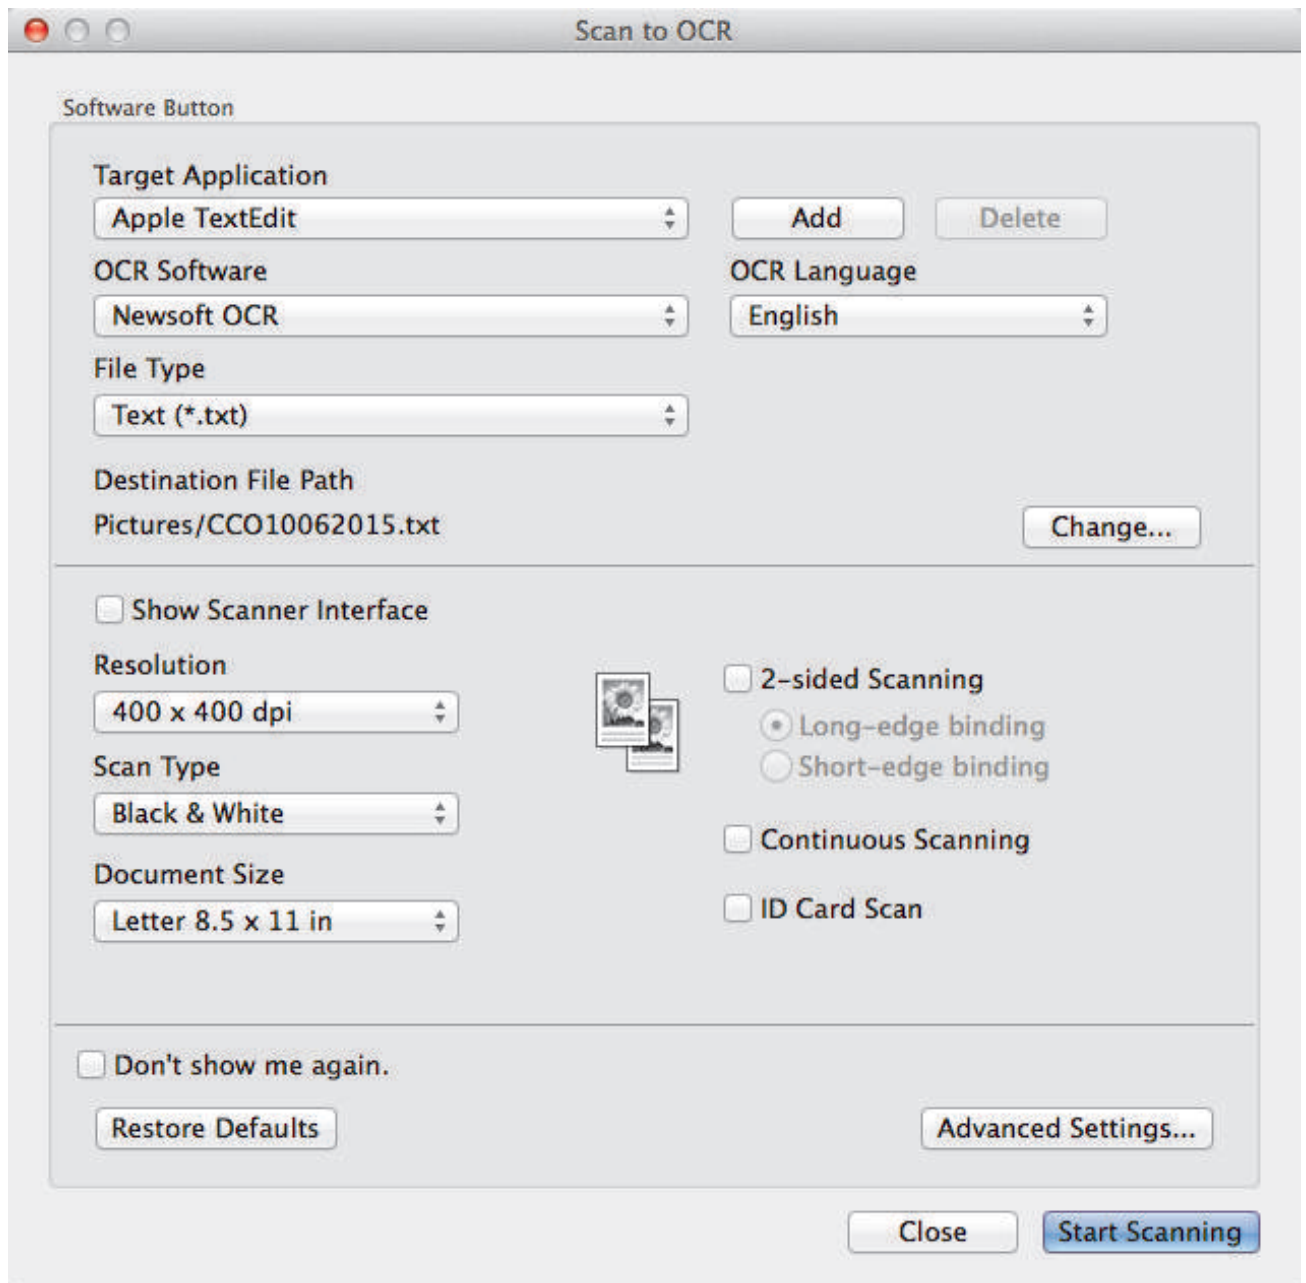 Scan to OCR
Software Button
Target Application
Apple TextEdit
Add
Delete
OCR Software
OCR Language
Newsoft OCR
English
File Type
Text (*.txt)
Destination File Path
Pictures/CCO10062015.txt
Change...
Show Scanner Interface
Resolution
400 x 400 dpi
2-sided Scanning
Long-edge binding
Short-edge binding
Scan Type
Black & White
Continuous Scanning
Document Size
Letter 8.5 x 11 in
ID Card Scan
Don't show me again.
Restore Defaults
Advanced Settings...
Close
Start Scanning